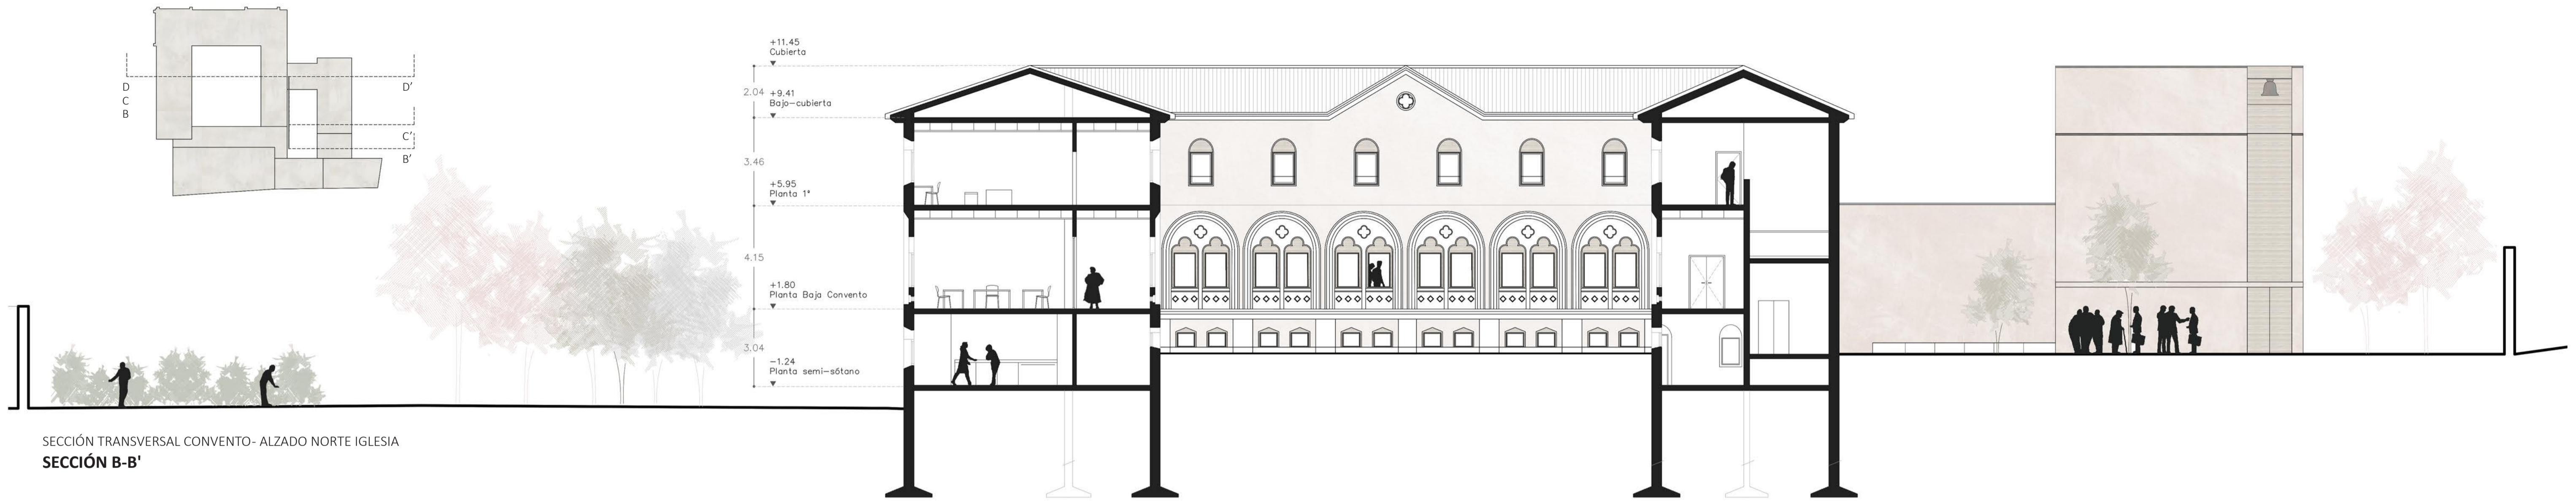 D
C
B
D'
C'
B'
+11.45
Cubierta
2.04
+9.41
Bajo-cubierta
3.46
+5.95
Planta 1ª
4.15
+1.80
Planta Baja Convento
3.04
-1.24
Planta semi-sótano
SECCIÓN TRANSVERSAL CONVENTO- ALZADO NORTE IGLESIA
SECCIÓN B-B'